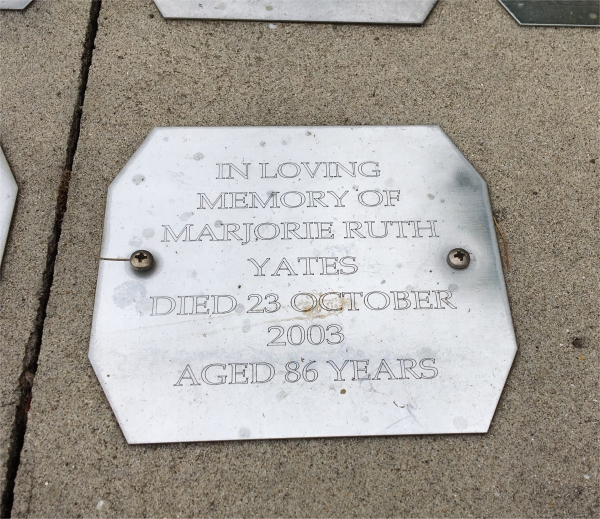 IN LOVING
MEMORY OF
MARJORIE RUTH
YATES
DIED 23 OCTOBER
2003
AGED 86 YEARS